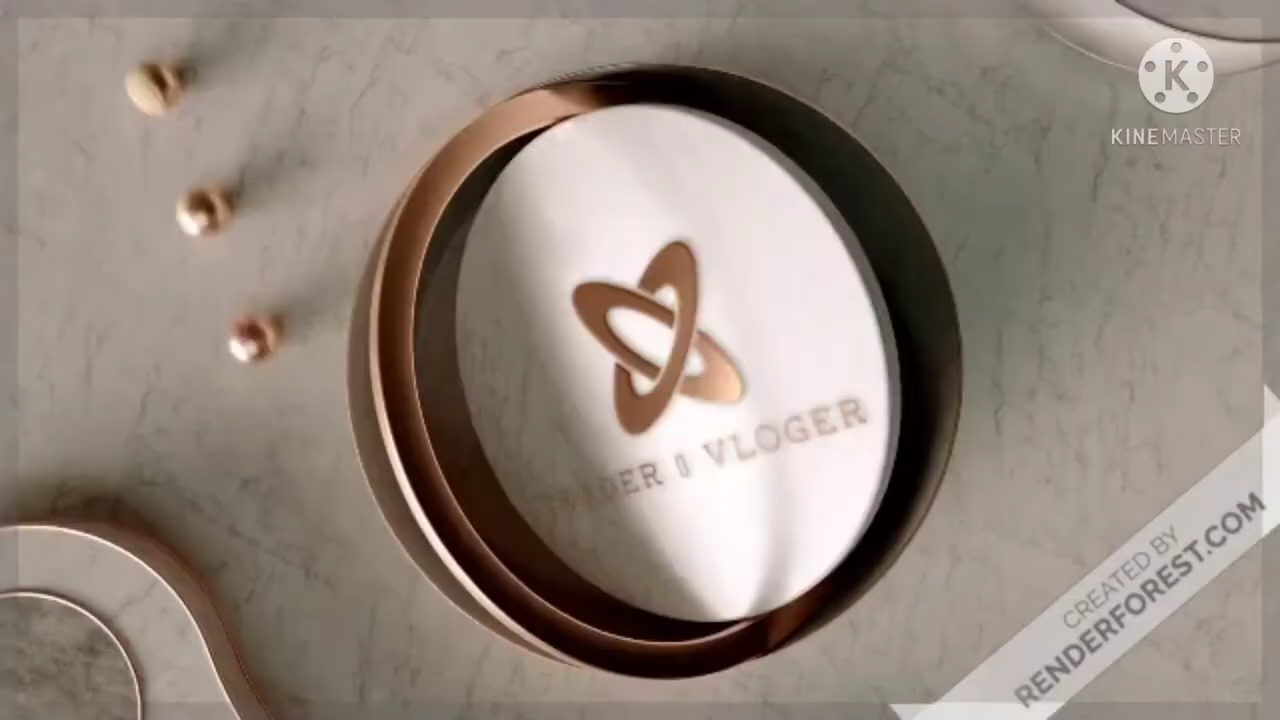 K
KINEMASTER
VLOGER
CREATED BY
RENDERFOREST.COM